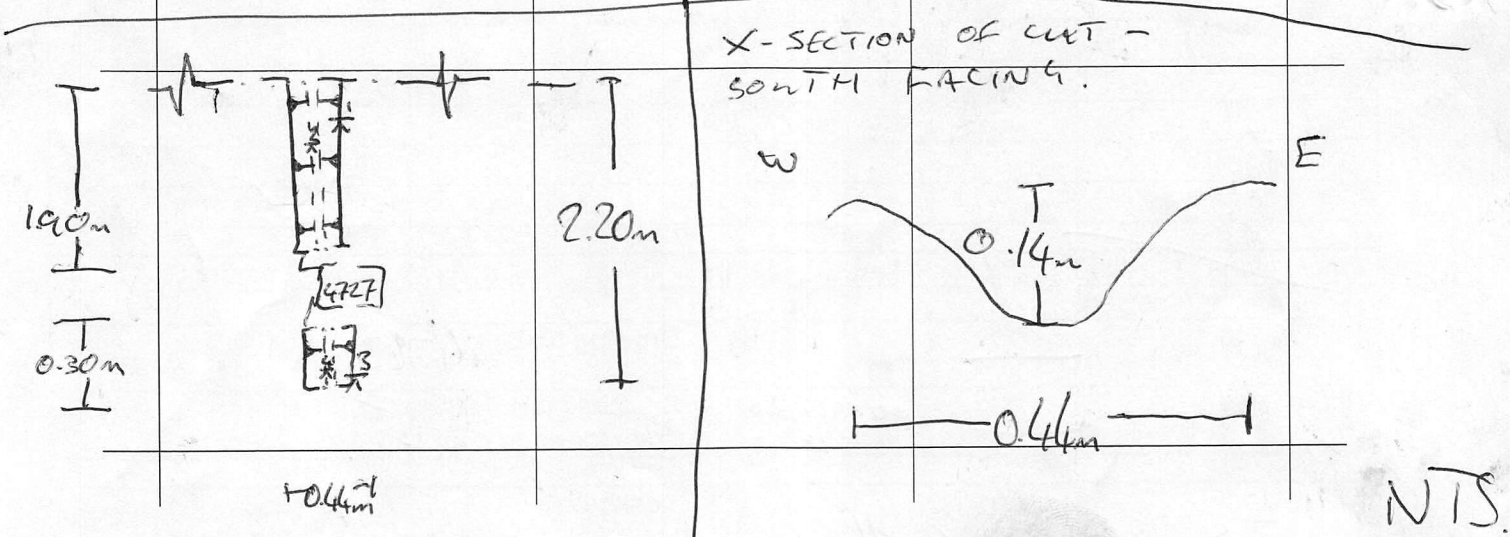 X-SECTION OF CUT -
SOUTH FACING.
W
E
1.90m
2.20m
0.14m
4727
0.30m
0.44m
0.44m
NTS.